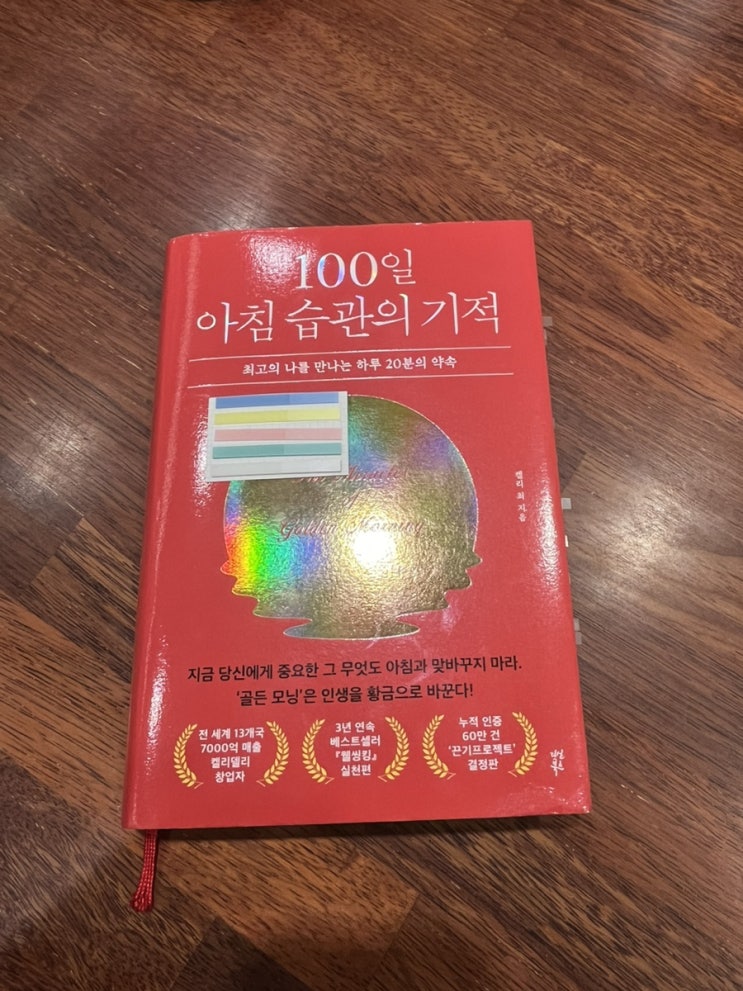 100일
아침 습관의 기적
최고의 나를 만나는 하루 20분의 약속
켈리 최 지음
Golden Morning
지금 당신에게 중요한 그 무엇도 아침과 맞바꾸지 마라.
'골든 모닝'은 인생을 황금으로 바꾼다!
전 세계 13개국
7000억 매출
켈리델리
창업자
3년 연속
베스트셀러
『웰씽킹』
실천편
누적 인증
60만 건
'끈기프로젝트'
결정판
다산
북스